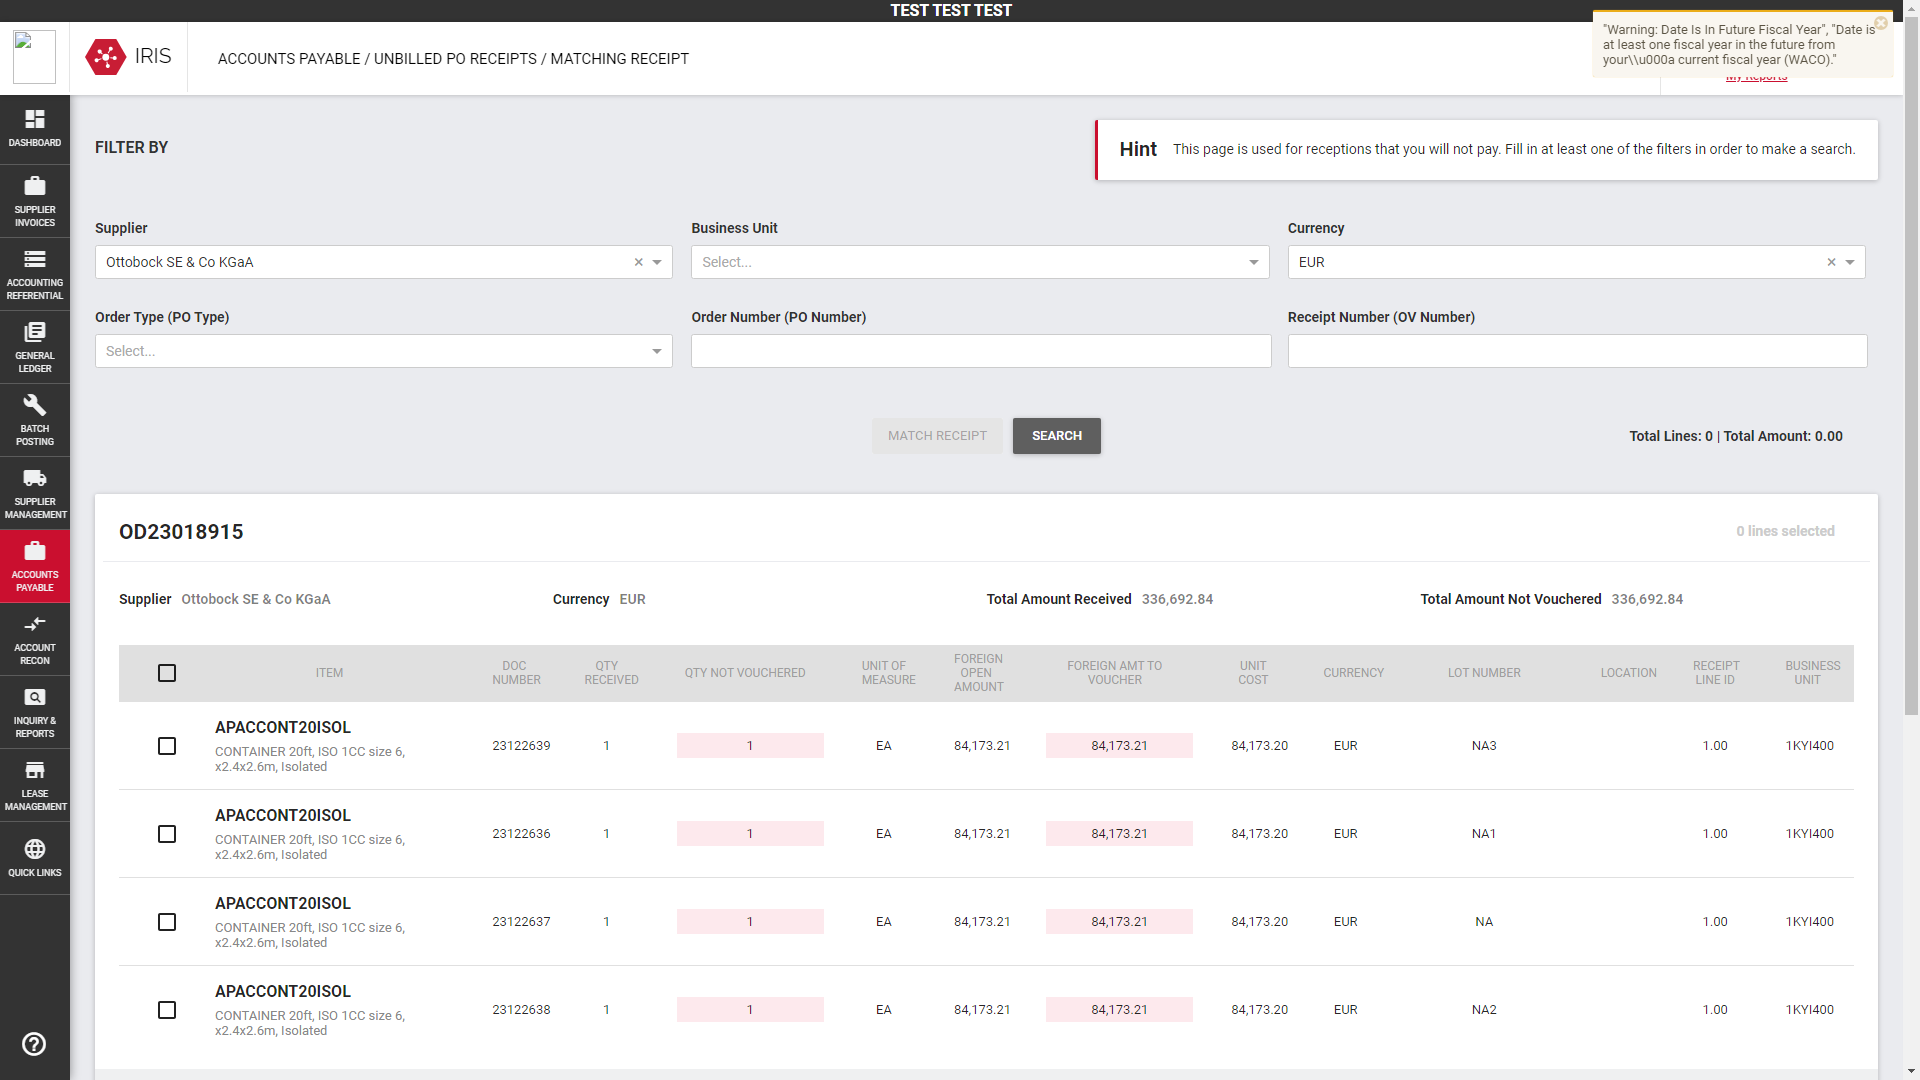 TEST TEST TEST
IRIS
ACCOUNTS PAYABLE / UNBILLED PO RECEIPTS / MATCHING RECEIPT
"Warning: Date Is In Future Fiscal Year", "Date is
at least one fiscal year in the future from
your\\u000a current fiscal year (WACO)."
My Reports
DASHBOARD
SUPPLIER
INVOICES
ACCOUNTING
REFERENTIAL
GENERAL
LEDGER
BATCH
POSTING
SUPPLIER
MANAGEMENT
ACCOUNTS
PAYABLE
ACCOUNT
RECON
INQUIRY &
REPORTS
LEASE
MANAGEMENT
QUICK LINKS
FILTER BY
Hint This page is used for receptions that you will not pay. Fill in at least one of the filters in order to make a search.
Supplier Business Unit Currency
Ottobock SE & Co KGaA Select... EUR
Order Type (PO Type) Order Number (PO Number) Receipt Number (OV Number)
Select...
MATCH RECEIPT SEARCH Total Lines: 0 | Total Amount: 0.00
OD23018915 0 lines selected
Supplier Ottobock SE & Co KGaA Currency EUR Total Amount Received 336,692.84 Total Amount Not Vouchered 336,692.84
ITEM DOC NUMBER QTY RECEIVED QTY NOT VOUCHERED UNIT OF MEASURE FOREIGN OPEN AMOUNT FOREIGN AMT TO VOUCHER UNIT COST CURRENCY LOT NUMBER LOCATION RECEIPT LINE ID BUSINESS UNIT
APACCONT20ISOL
CONTAINER 20ft, ISO 1CC size 6,
x2.4x2.6m, Isolated
23122639 1 1 EA 84,173.21 84,173.21 84,173.20 EUR NA3 1.00 1KYI400
APACCONT20ISOL
CONTAINER 20ft, ISO 1CC size 6,
x2.4x2.6m, Isolated
23122636 1 1 EA 84,173.21 84,173.21 84,173.20 EUR NA1 1.00 1KYI400
APACCONT20ISOL
CONTAINER 20ft, ISO 1CC size 6,
x2.4x2.6m, Isolated
23122637 1 1 EA 84,173.21 84,173.21 84,173.20 EUR NA 1.00 1KYI400
APACCONT20ISOL
CONTAINER 20ft, ISO 1CC size 6,
x2.4x2.6m, Isolated
23122638 1 1 EA 84,173.21 84,173.21 84,173.20 EUR NA2 1.00 1KYI400